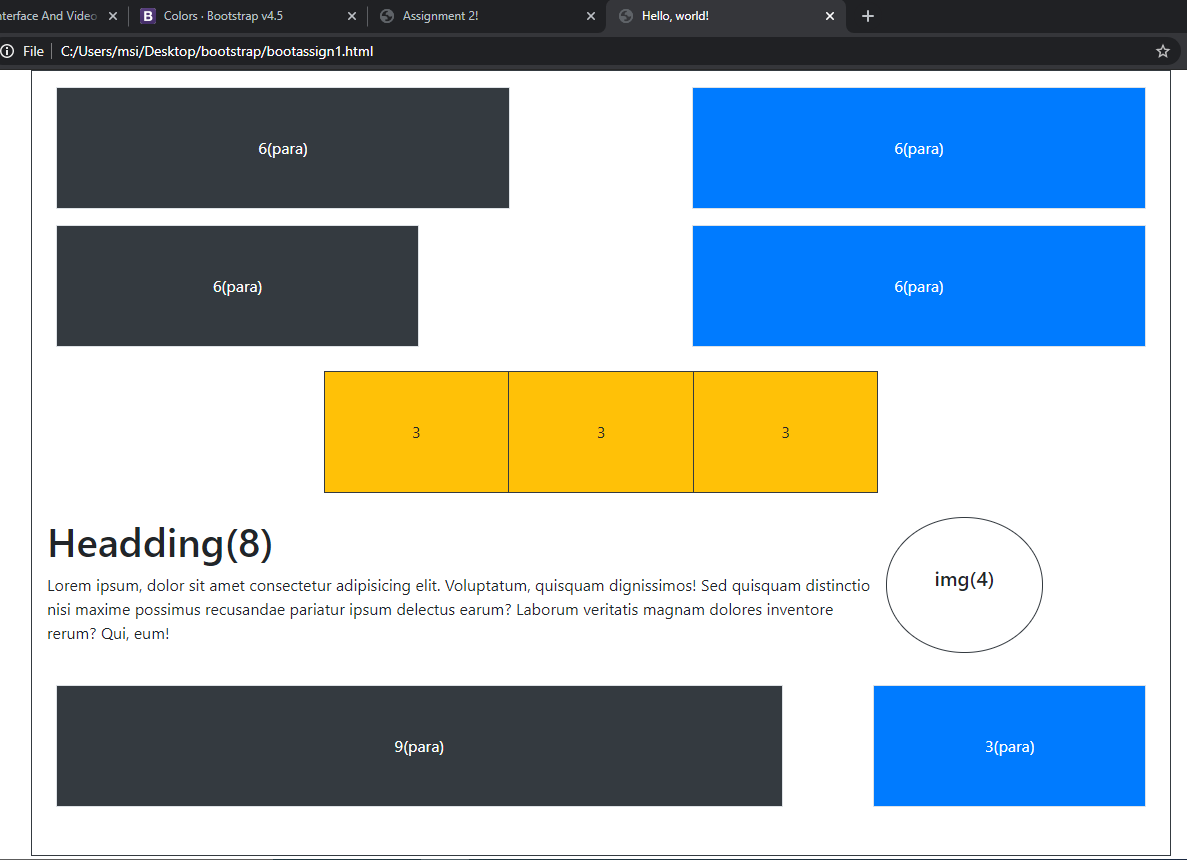 nterface And Video
B Colors · Bootstrap v4.5
Assignment 2!
Hello, world!
File C:/Users/msi/Desktop/bootstrap/bootassign1.html
6(para) 6(para)
6(para) 6(para)
3 3 3
Headding(8)
Lorem ipsum, dolor sit amet consectetur adipisicing elit. Voluptatum, quisquam dignissimos! Sed quisquam distinctio
nisi maxime possimus recusandae pariatur ipsum delectus earum? Laborum veritatis magnam dolores inventore
rerum? Qui, eum!
img(4)
9(para) 3(para)